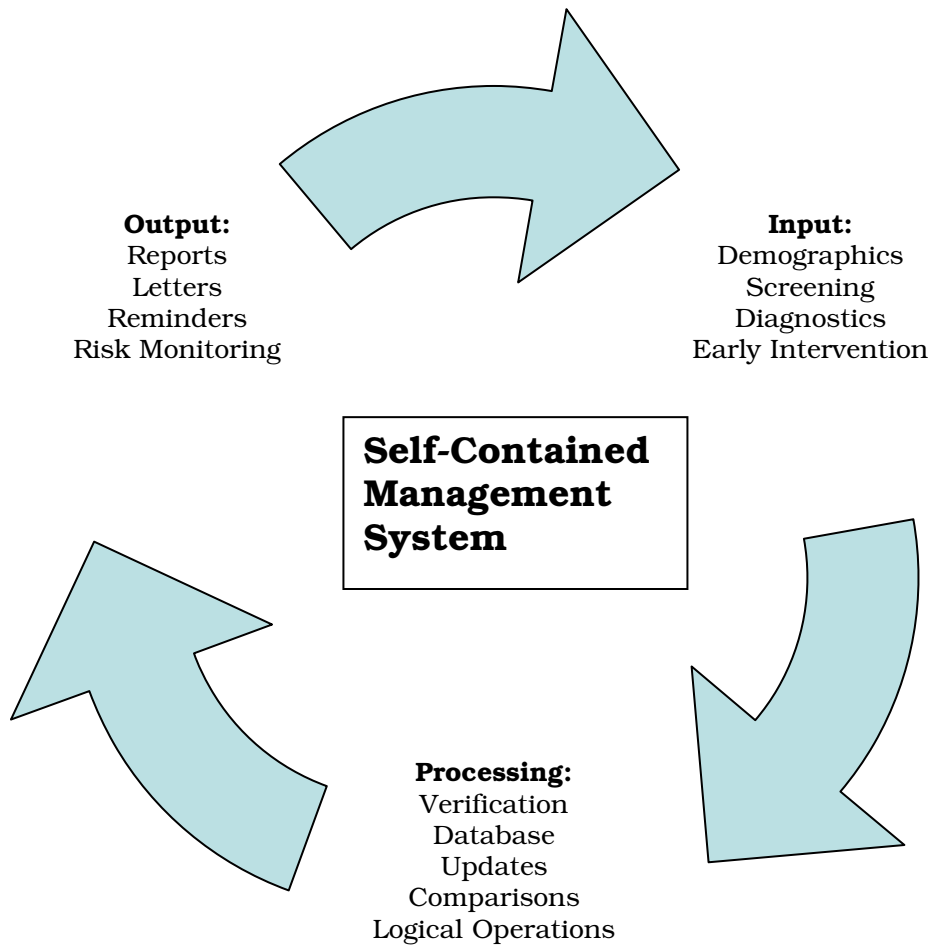 Output:
Reports
Letters
Reminders
Risk Monitoring
Input:
Demographics
Screening
Diagnostics
Early Intervention
Self-Contained
Management
System
Processing:
Verification
Database
Updates
Comparisons
Logical Operations